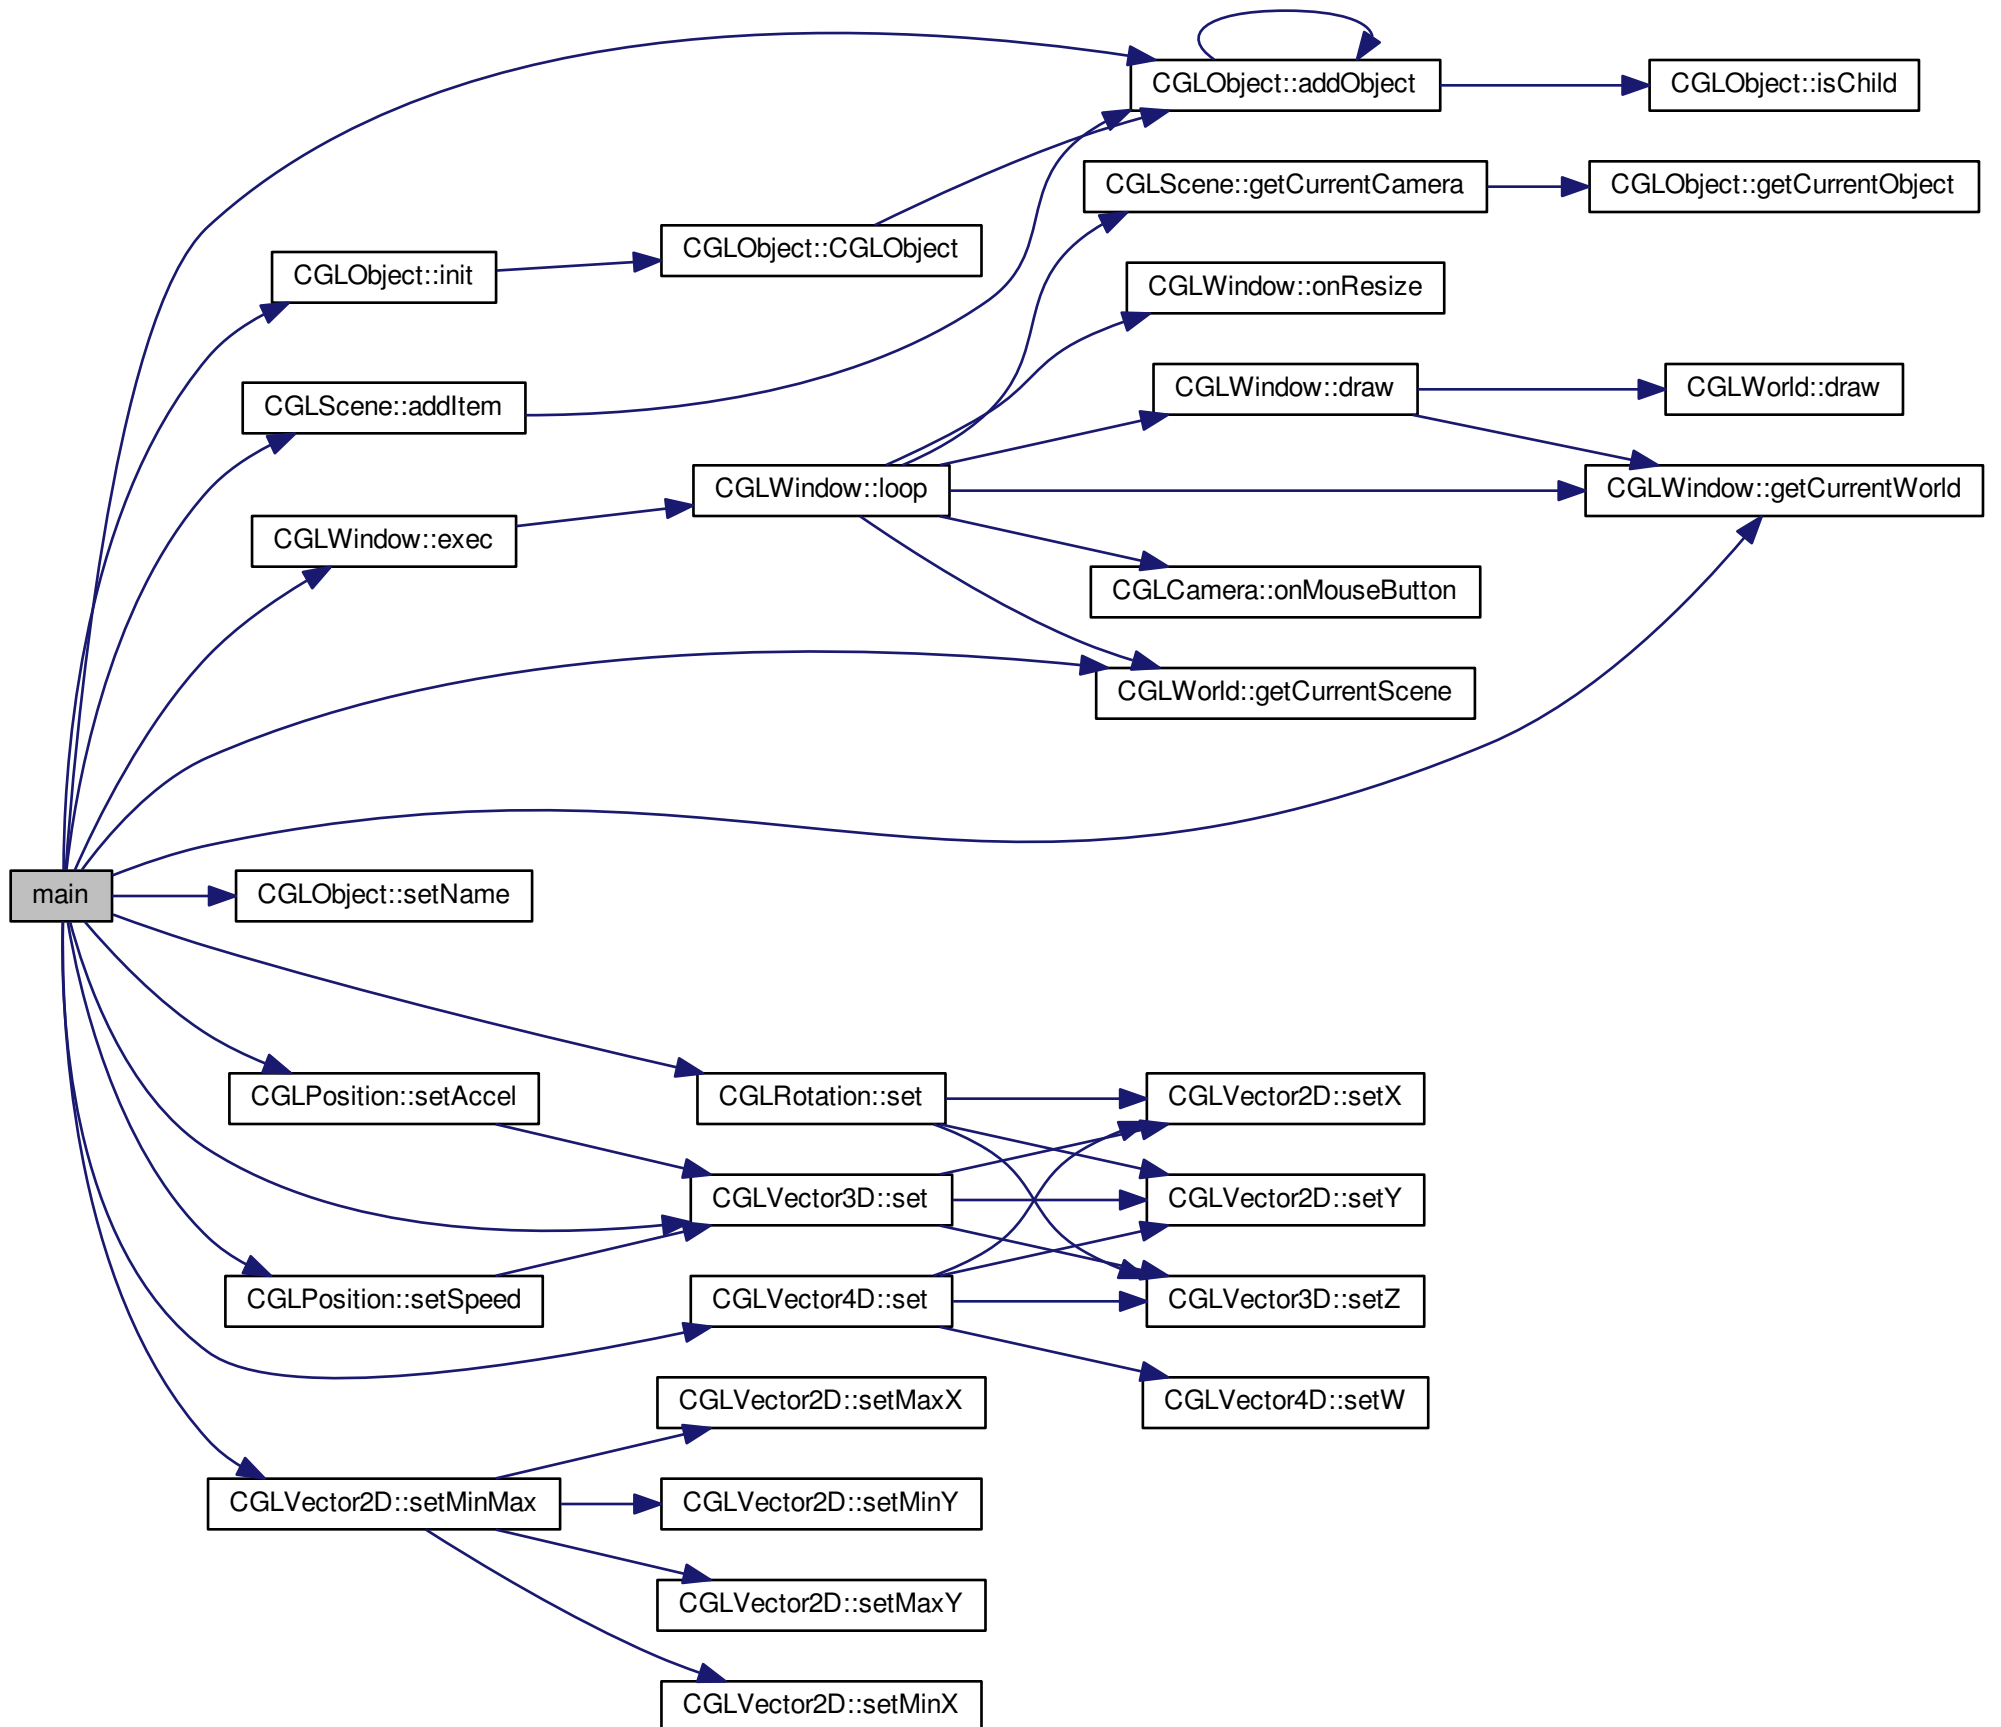 CGLObject::addObject
CGLObject::isChild
CGLScene::getCurrentCamera
CGLObject::getCurrentObject
CGLObject::CGLObject
CGLObject::init
CGLWindow::onResize
CGLWindow::draw
CGLWorld::draw
CGLScene::addItem
CGLWindow::loop
CGLWindow::getCurrentWorld
CGLWindow::exec
CGLCamera::onMouseButton
CGLWorld::getCurrentScene
main
CGLObject::setName
CGLPosition::setAccel
CGLRotation::set
CGLVector2D::setX
CGLVector3D::set
CGLVector2D::setY
CGLPosition::setSpeed
CGLVector4D::set
CGLVector3D::setZ
CGLVector2D::setMaxX
CGLVector4D::setW
CGLVector2D::setMinMax
CGLVector2D::setMinY
CGLVector2D::setMaxY
CGLVector2D::setMinX